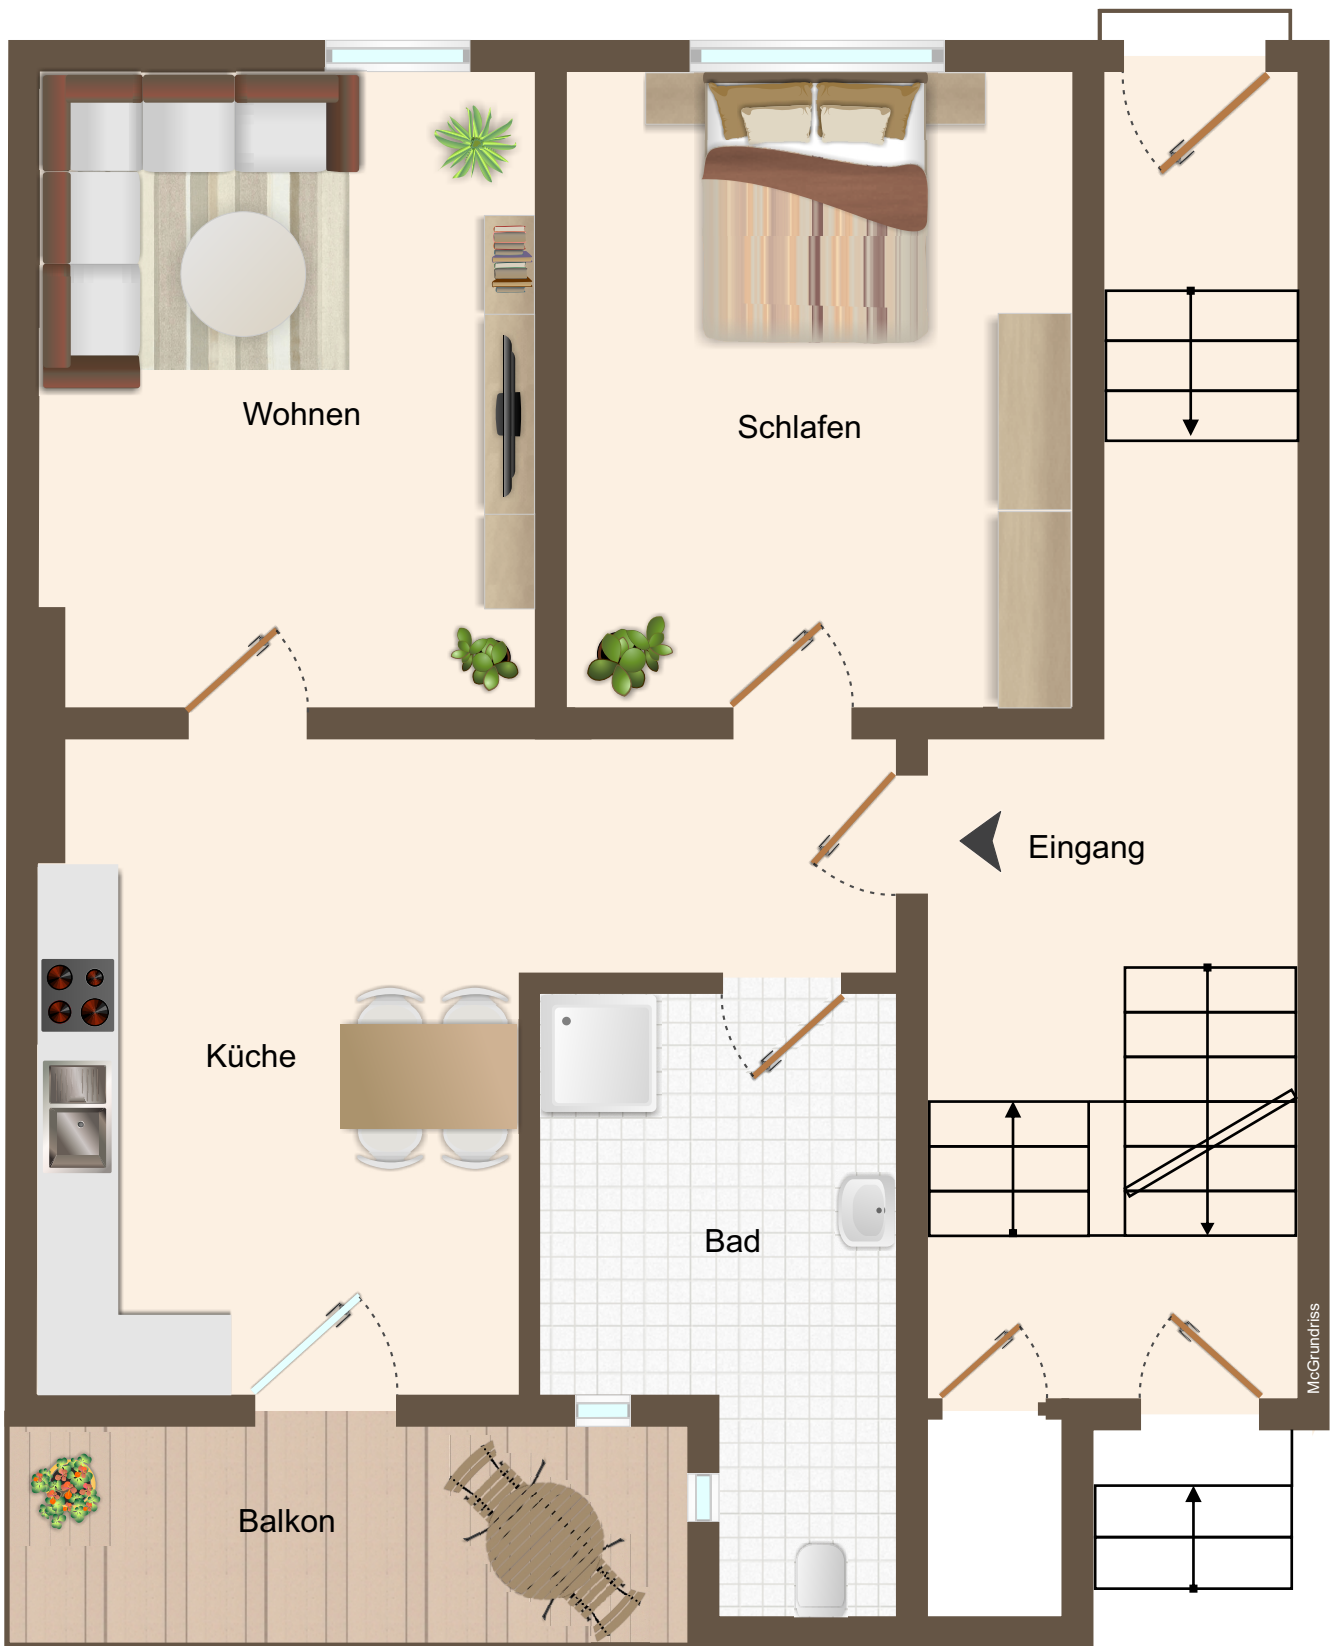 Wohnen
Schlafen
Eingang
Küche
Bad
McGrundriss
Balkon